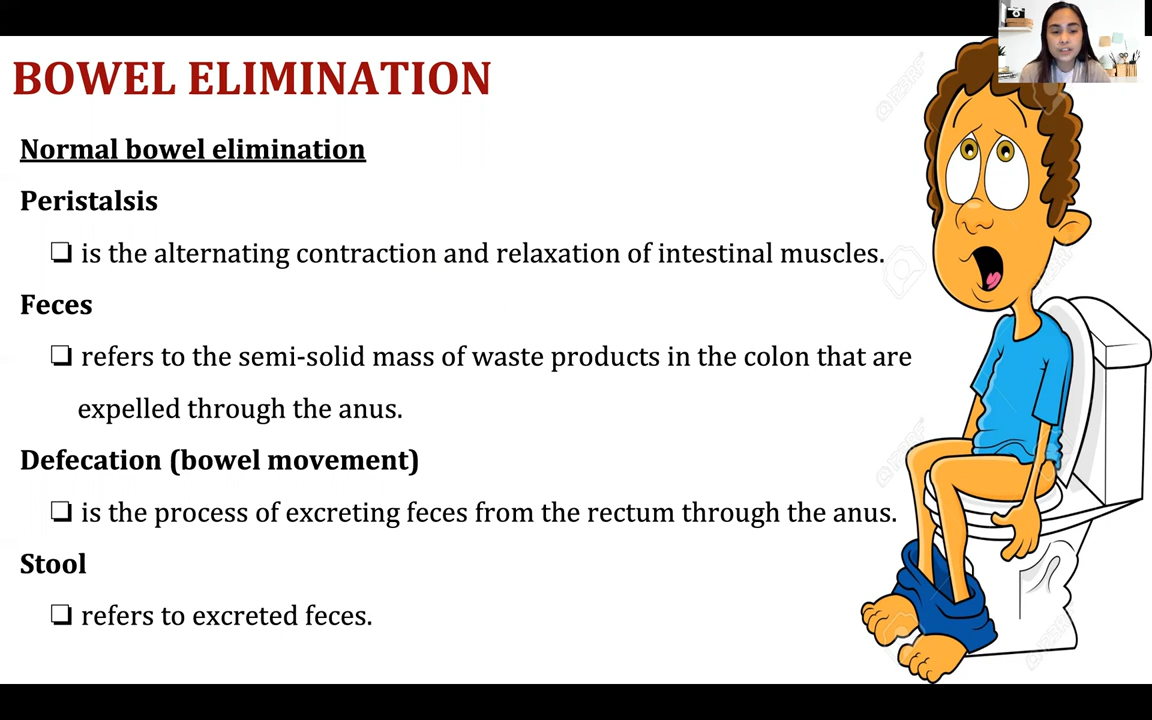 BOWEL ELIMINATION
Normal bowel elimination
Peristalsis
❑ is the alternating contraction and relaxation of intestinal muscles.
Feces
❑ refers to the semi-solid mass of waste products in the colon that are
expelled through the anus.
Defecation (bowel movement)
❑ is the process of excreting feces from the rectum through the anus.
Stool
❑ refers to excreted feces.